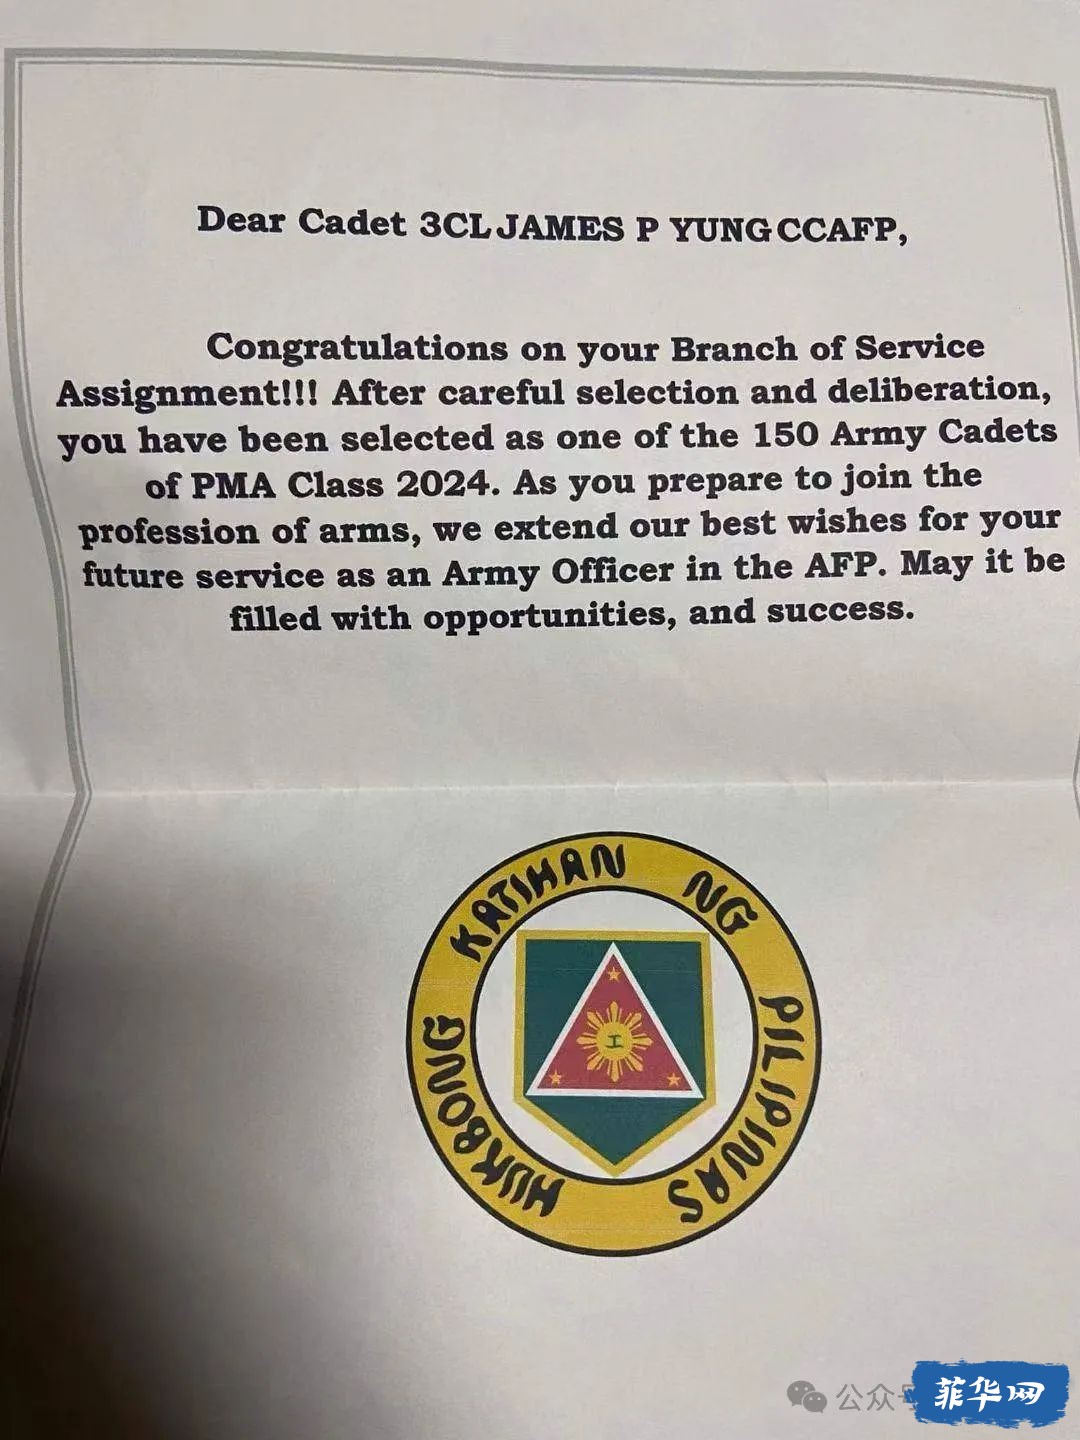 Dear Cadet 3CL JAMES P YUNG CCAFP,
Congratulations on your Branch of Service
Assignment!!! After careful selection and deliberation,
you have been selected as one of the 150 Army Cadets
of PMA Class 2024. As you prepare to join the
profession of arms, we extend our best wishes for your
future service as an Army Officer in the AFP. May it be
filled with opportunities, and success.
HUKBONG KATIHAN NG PILIPINAS
公众号
菲华网